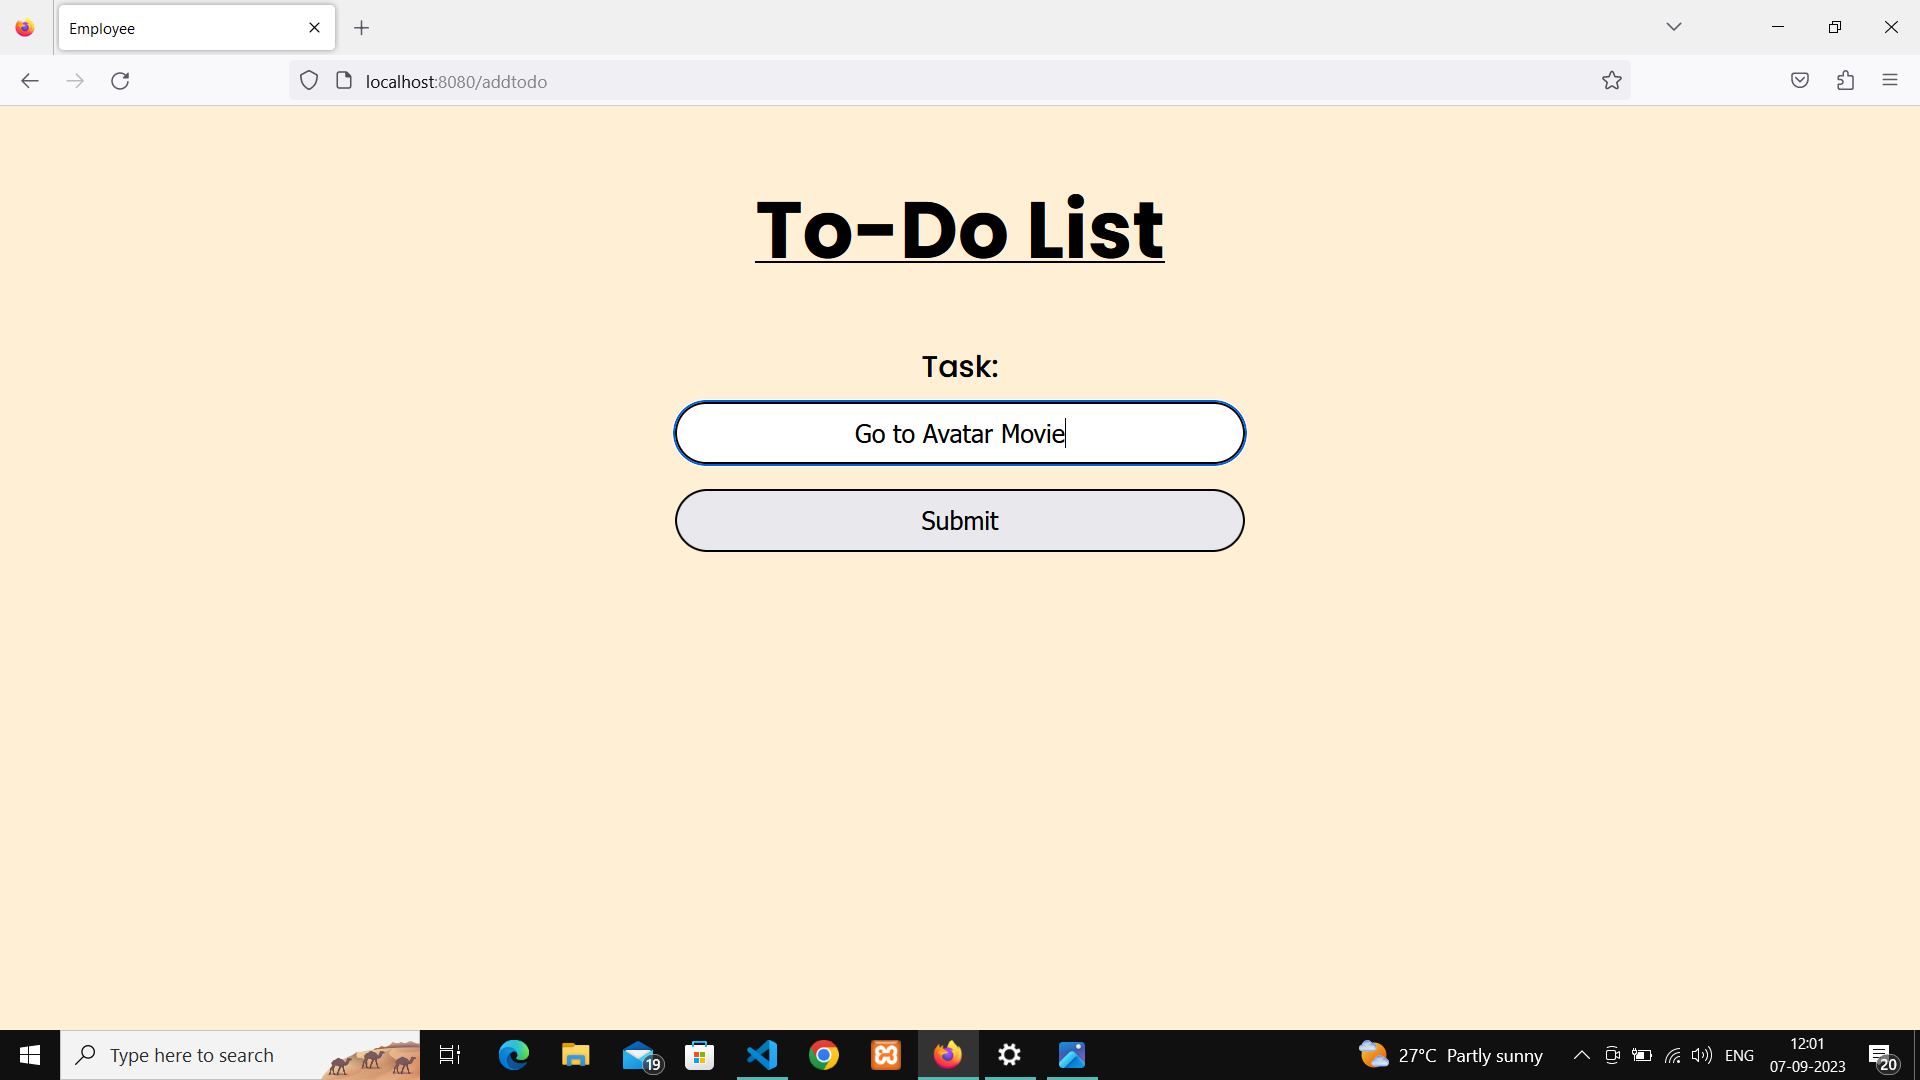 Employee
localhost:8080/addtodo
To-Do List
Task:
Go to Avatar Movie
Submit
Type here to search
19
27°C Partly sunny
ENG
12:01
07-09-2023
20